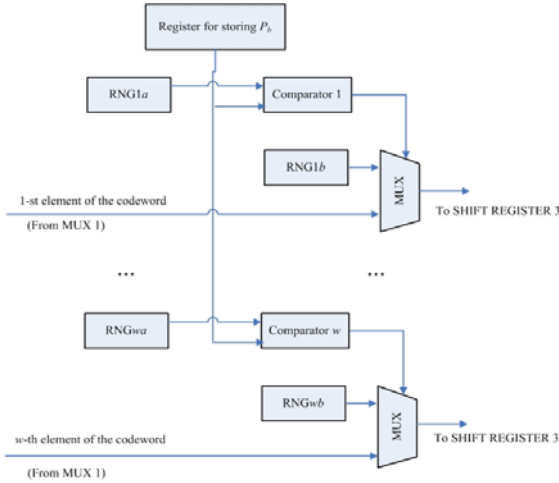 Register for storing P_b
RNG1a
Comparator 1
RNG1b
MUX
1-st element of the codeword
(From MUX 1)
To SHIFT REGISTER 3
...
...
RNGwa
Comparator w
RNGwb
MUX
w-th element of the codeword
(From MUX 1)
To SHIFT REGISTER 3